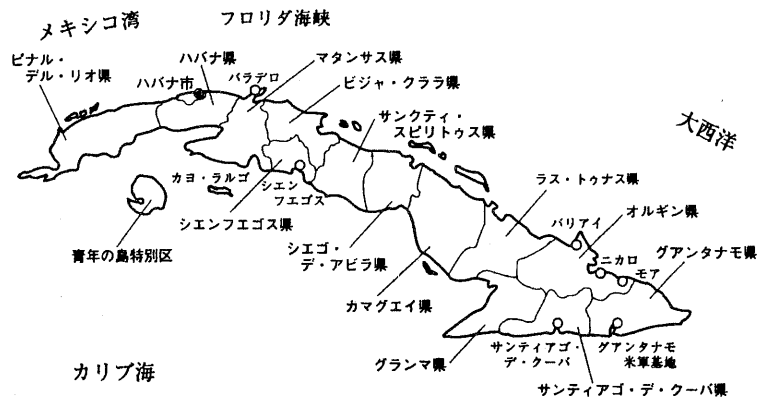 メキシコ湾
フロリダ海峡
ピナル・
デル・リオ県
ハバナ県
マタンサス県
ハバナ市
バラデロ
ビジャ・クララ県
サンクティ・
スピリトゥス県
大西洋
カヨ・ラルゴ
シエン
フエゴス
ラス・トゥナス県
シエンフエゴス県
バリアイ
オルギン県
青年の島特別区
シエゴ・
デ・アビラ県
ニカロ
モア
グアンタナモ県
カマグエイ県
カリブ海
グランマ県
サンティアゴ・
デ・クーバ
グアンタナモ
米軍基地
サンティアゴ・デ・クーバ県